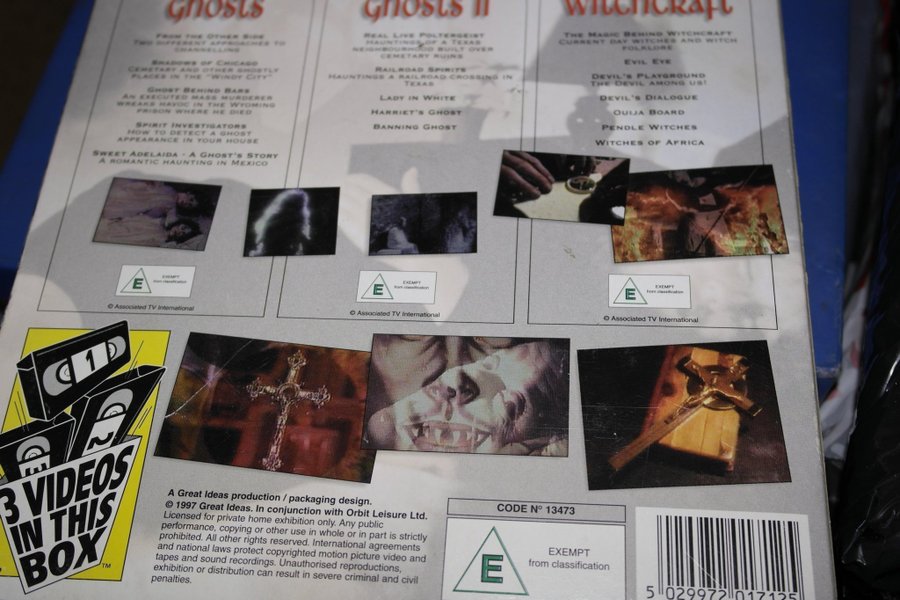 GHOSTS
FROM THE OTHER SIDE
TWO DIFFERENT APPROACHES TO
CHANNELLING
SHADOWS OF CHICAGO
CEMETARY AND OTHER GHOSTLY
PLACES IN THE "WINDY CITY"
GHOST BEHIND BARS
AN EXECUTED MASS MURDERER
WREAKS HAVOC IN THE WYOMING
PRISON WHERE HE DIED
SPIRIT INVESTIGATORS
HOW TO DETECT A GHOST
APPEARANCE IN YOUR HOUSE
SWEET ADELAIDA - A GHOST'S STORY
A ROMANTIC HAUNTING IN MEXICO
E
EXEMPT
from classification
© Associated TV International
GHOSTS II
REAL LIVE POLTERGEIST
HAUNTINGS OF A TEXAS
NEIGHBOURHOOD BUILT OVER
CEMETARY RUINS
RAILROAD SPIRITS
HAUNTINGS A RAILROAD CROSSING IN
TEXAS
LADY IN WHITE
HARRIET'S GHOST
BANNING GHOST
E
EXEMPT
from classification
© Associated TV International
WITCHCRAFT
THE MAGIC BEHIND WITCHCRAFT
CURRENT DAY WITCHES AND WITCH
FOLKLORE
EVIL EYE
DEVIL'S PLAYGROUND
THE DEVIL AMONG US!
DEVIL'S DIALOGUE
OUIJA BOARD
PENDLE WITCHES
WITCHES OF AFRICA
E
EXEMPT
from classification
© Associated TV International
1
2
3
3 VIDEOS
IN THIS
BOX
TM
A Great Ideas production / packaging design.
© 1997 Great Ideas. In conjunction with Orbit Leisure Ltd.
Licensed for private home exhibition only. Any public
performance, copying or other use in whole or in part is strictly
prohibited. All other rights reserved. International agreements
and national laws protect copyrighted motion picture video and
tapes and sound recordings. Unauthorised reproductions,
exhibition or distribution can result in severe criminal and civil
penalties.
CODE Nº 13473
E
EXEMPT
from classification
5 029972 017125